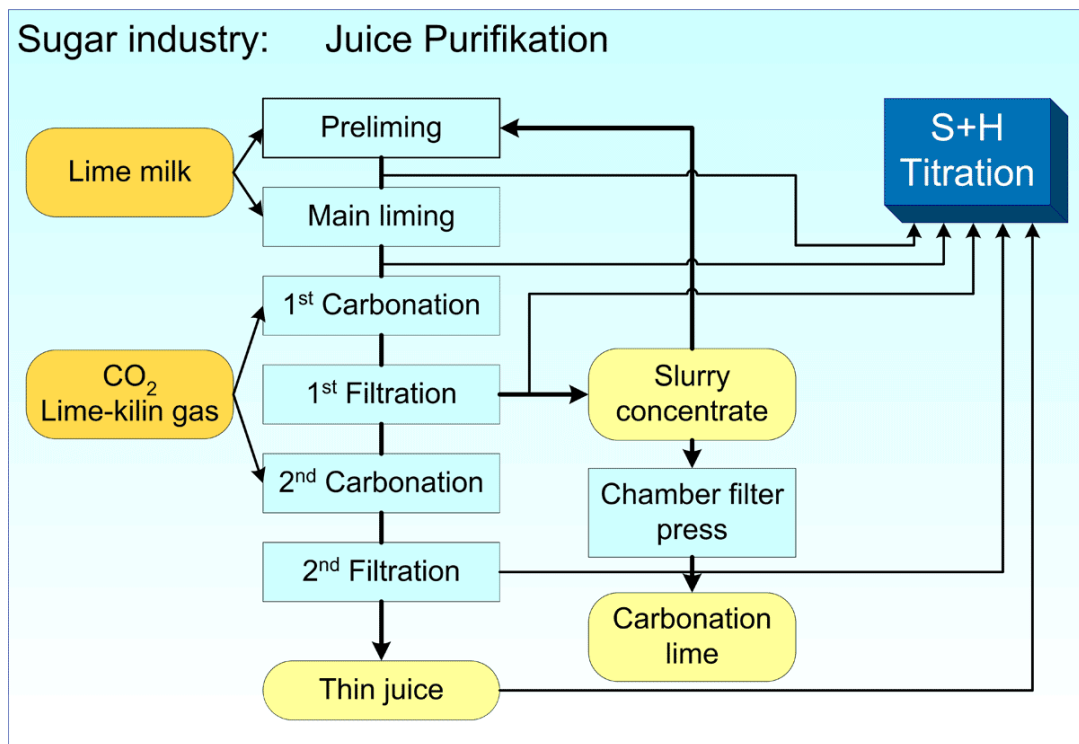 Sugar industry: Juice Purifikation
Preliming
S+H
Titration
Lime milk
Main liming
1st Carbonation
CO2
Lime-kilin gas
1st Filtration
Slurry
concentrate
2nd Carbonation
Chamber filter
press
2nd Filtration
Carbonation
lime
Thin juice